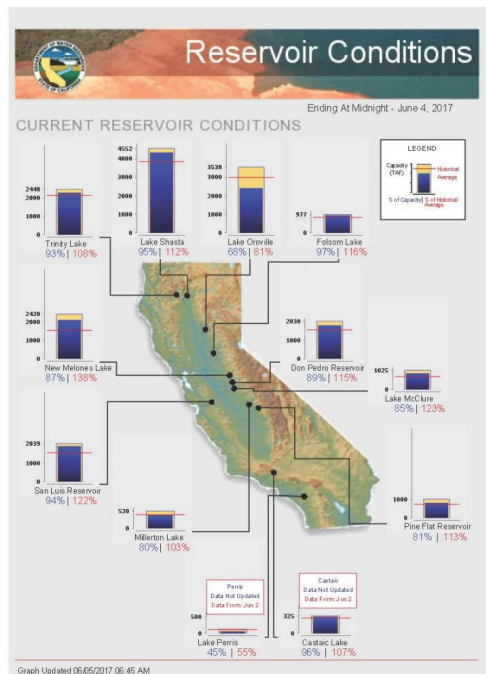 Reservoir Conditions
Ending At Midnight - June 4, 2017
CURRENT RESERVOIR CONDITIONS
LEGEND
Capacity
(TAF)
Historical
Average
% of Capacity| % of Historical
Average
2448
2000
1000
0
Trinity Lake
93%| 108%
4552
4000
3000
2000
1000
0
Lake Shasta
95%| 112%
3538
3000
2000
1000
0
Lake Oroville
68%| 81%
977
0
Folsom Lake
97%| 116%
2420
2000
1000
0
New Melones Lake
87%| 138%
2030
1000
0
Don Pedro Reservoir
89%| 115%
1025
0
Lake McClure
85%| 123%
2039
1000
0
San Luis Reservoir
94%| 122%
520
0
Millerton Lake
80%| 103%
1000
0
Pine Flat Reservoir
81% | 113%
Perris
Data Not Updated
Data From: Jun 2
500
0
Lake Perris
45% | 55%
Castaic
Data Not Updated
Data From: Jun 2
325
0
Castaic Lake
96% | 107%
Graph Updated 06/05/2017 06:45 AM